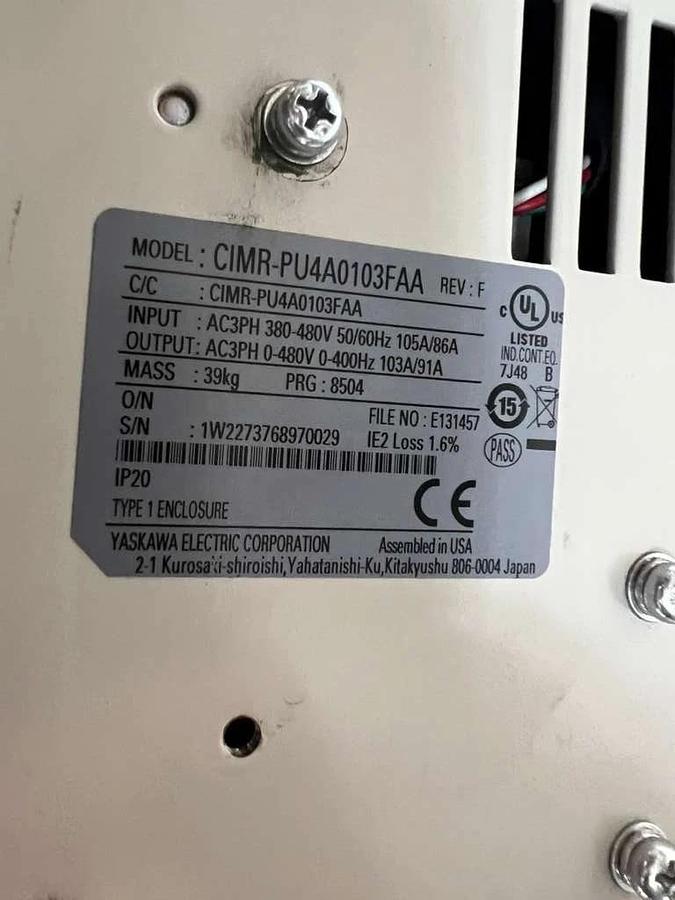 MODEL : CIMR-PU4A0103FAA REV : F
C/C : CIMR-PU4A0103FAA
INPUT : AC3PH 380-480V 50/60Hz 105A/86A
OUTPUT: AC3PH 0-480V 0-400Hz 103A/91A
MASS : 39kg PRG : 8504
O/N FILE NO : E131457
S/N : 1W2273768970029 IE2 Loss 1.6%
IP20
TYPE 1 ENCLOSURE
YASKAWA ELECTRIC CORPORATION Assembled in USA
2-1 Kurosaki-shiroishi,Yahatanishi-Ku,Kitakyushu 806-0004 Japan
C UL US
LISTED
IND.CONT.EQ.
7J48 B
15
PASS
CE